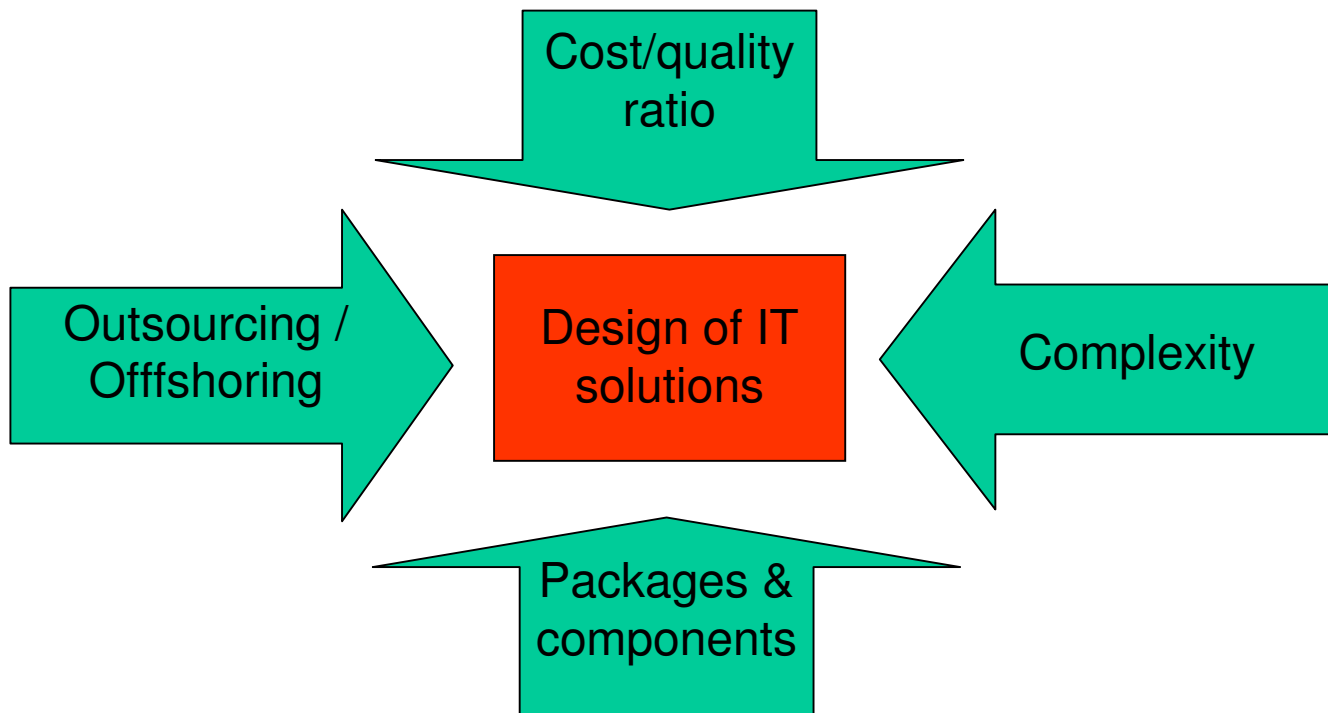 Cost/quality
ratio
Outsourcing /
Offfshoring
Design of IT
solutions
Complexity
Packages &
components